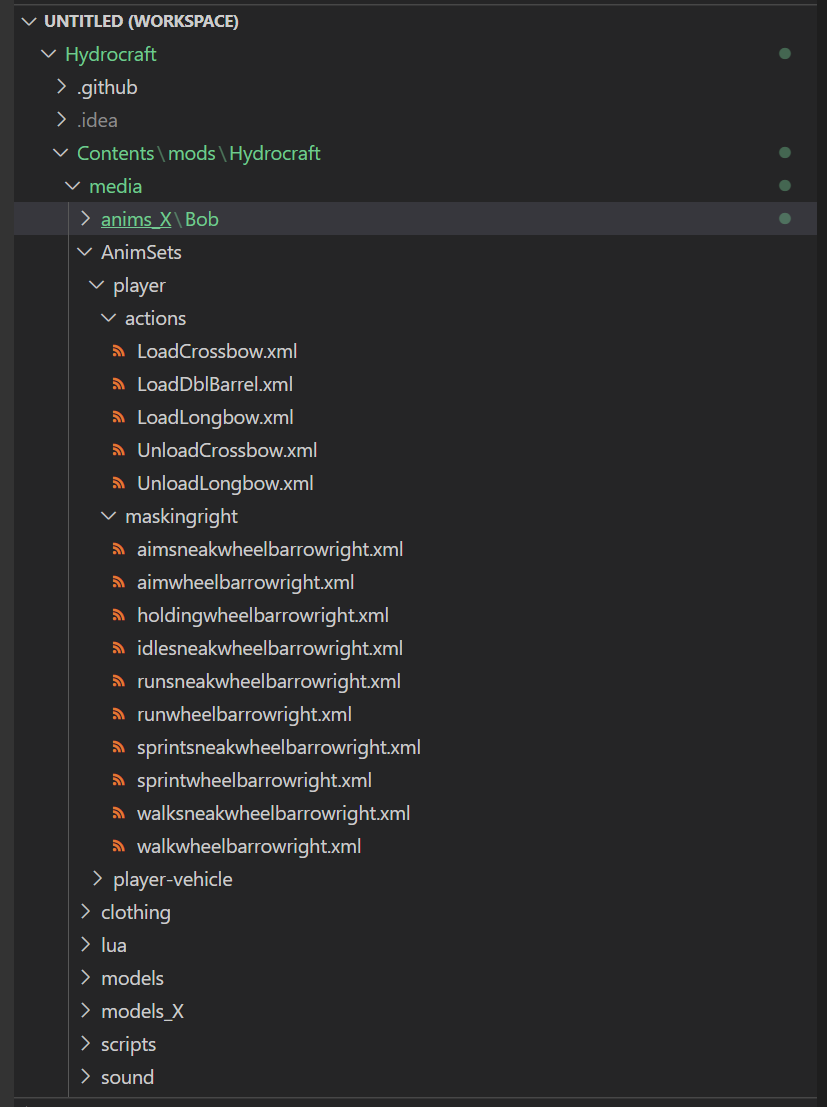 UNTITLED (WORKSPACE)
Hydrocraft
.github
.idea
Contents\mods\Hydrocraft
media
anims_X\Bob
AnimSets
player
actions
LoadCrossbow.xml
LoadDblBarrel.xml
LoadLongbow.xml
UnloadCrossbow.xml
UnloadLongbow.xml
maskingright
aimsneakwheelbarrowright.xml
aimwheelbarrowright.xml
holdingwheelbarrowright.xml
idlesneakwheelbarrowright.xml
runsneakwheelbarrowright.xml
runwheelbarrowright.xml
sprintsneakwheelbarrowright.xml
sprintwheelbarrowright.xml
walksneakwheelbarrowright.xml
walkwheelbarrowright.xml
player-vehicle
clothing
lua
models
models_X
scripts
sound